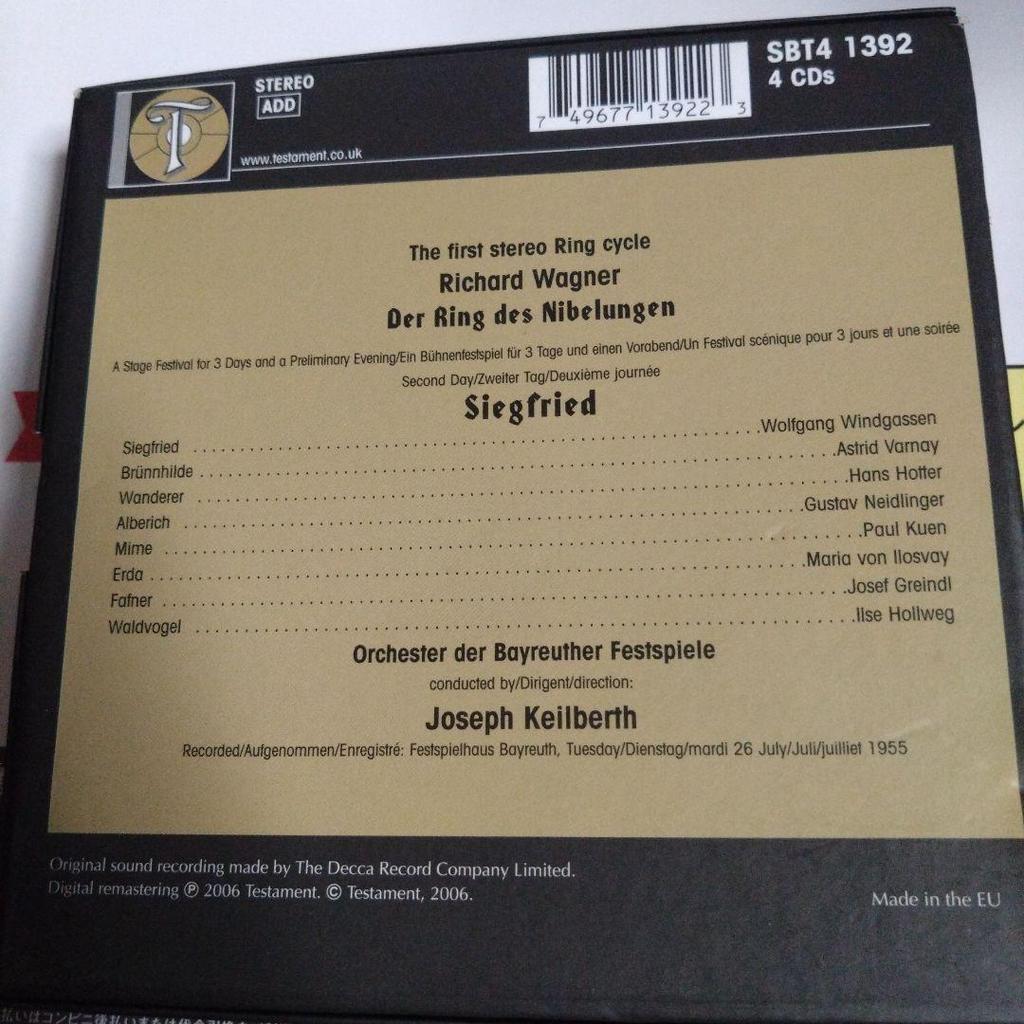 STEREO
ADD
www.testament.co.uk
7 49677 13922 3
SBT4 1392
4 CDs
The first stereo Ring cycle
Richard Wagner
Der Ring des Nibelungen
A Stage Festival for 3 Days and a Preliminary Evening/Ein Bühnenfestspiel für 3 Tage und einen Vorabend/Un Festival scénique pour 3 jours et une soirée
Second Day/Zweiter Tag/Deuxième journée
Siegfried
Siegfried ........................................ Wolfgang Windgassen
Brünnhilde ........................................ Astrid Varnay
Wanderer ........................................ Hans Hotter
Alberich ........................................ Gustav Neidlinger
Mime ........................................ Paul Kuen
Erda ........................................ Maria von Ilosvay
Fafner ........................................ Josef Greindl
Waldvogel ........................................ Ilse Hollweg
Orchester der Bayreuther Festspiele
conducted by/Dirigent/direction:
Joseph Keilberth
Recorded/Aufgenommen/Enregistré: Festspielhaus Bayreuth, Tuesday/Dienstag/mardi 26 July/Juli/juilliet 1955
Original sound recording made by The Decca Record Company Limited.
Digital remastering ℗ 2006 Testament. © Testament, 2006.
Made in the EU